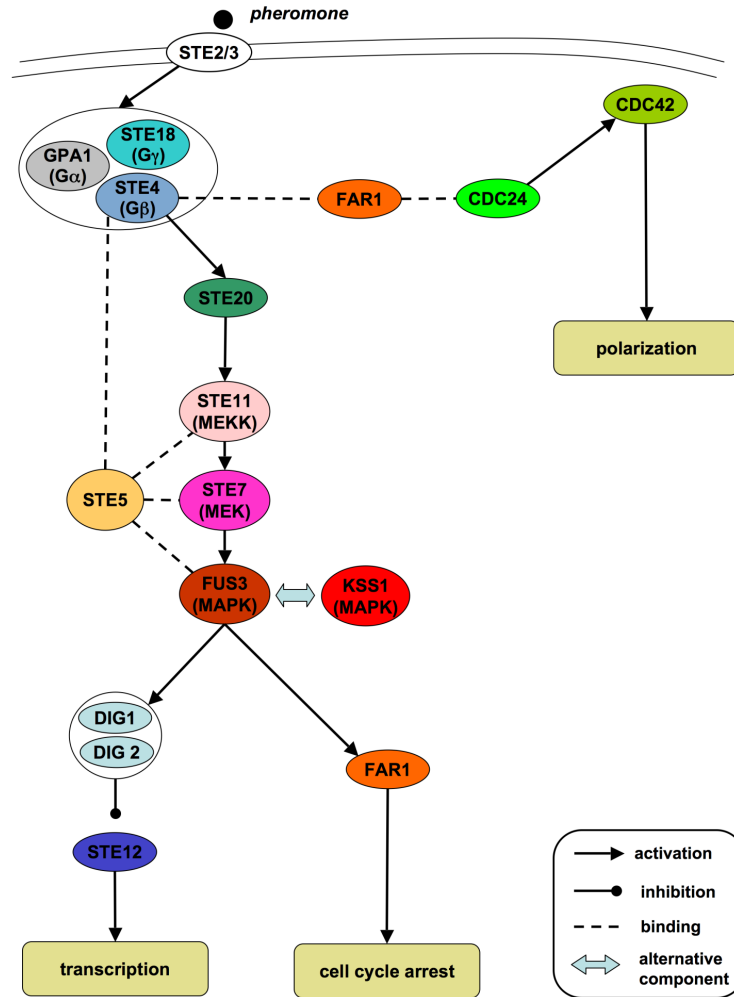 pheromone
STE2/3
CDC42
STE18
(Gγ)
GPA1
(Gα)
STE4
(Gβ)
FAR1
CDC24
STE20
polarization
STE11
(MEKK)
STE5
STE7
(MEK)
FUS3
(MAPK)
KSS1
(MAPK)
DIG1
DIG 2
FAR1
STE12
transcription
cell cycle arrest
activation
inhibition
binding
alternative
component